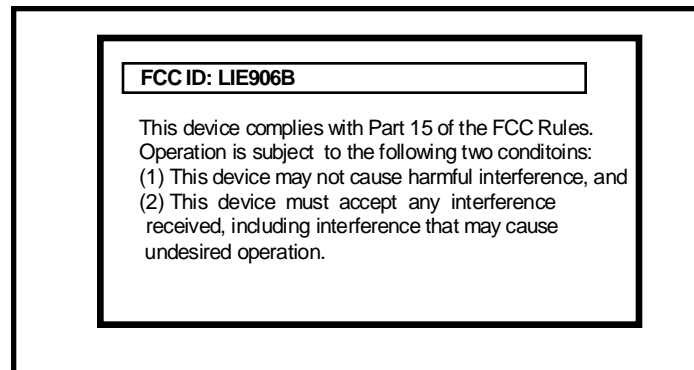 FCC ID: LIE906B
This device complies with Part 15 of the FCC Rules.
Operation is subject to the following two conditoins:
(1) This device may not cause harmful interference, and
(2) This device must accept any interference
received, including interference that may cause
undesired operation.